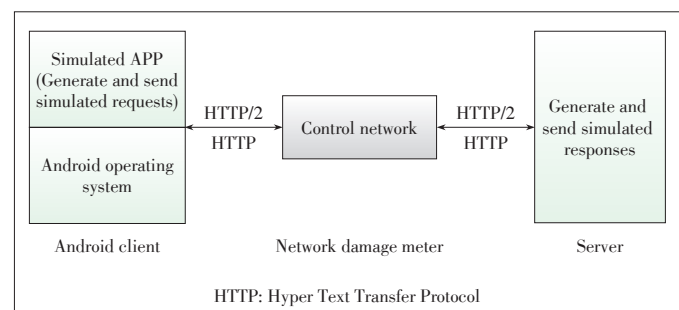 Simulated APP
(Generate and send
simulated requests)
Android operating
system
Android client
HTTP/2
HTTP
Control network
Network damage meter
HTTP/2
HTTP
Generate and
send simulated
responses
Server
HTTP: Hyper Text Transfer Protocol